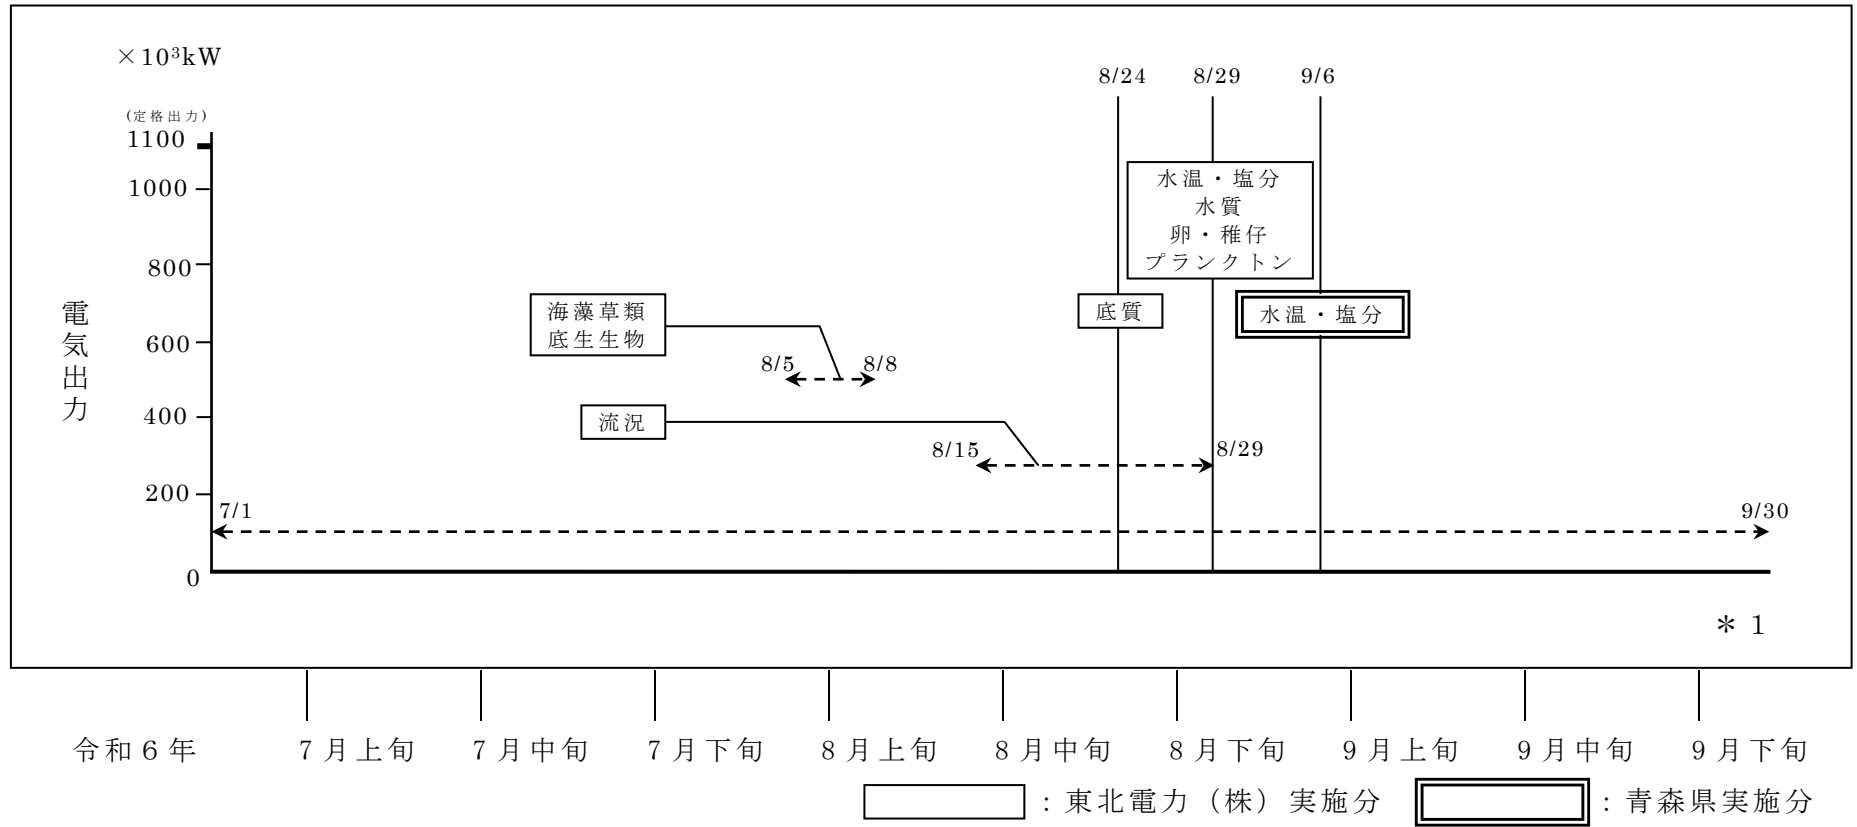 ×10³kW
8/24
8/29
9/6
(定格出力)
1100
1000
800
600
400
200
0
電気出力
水温・塩分
水質
卵・稚仔
プランクトン
底質
水温・塩分
海藻草類
底生生物
8/5
8/8
流況
8/15
8/29
7/1
9/30
＊1
令和6年
7月上旬
7月中旬
7月下旬
8月上旬
8月中旬
8月下旬
9月上旬
9月中旬
9月下旬
：東北電力（株）実施分
：青森県実施分